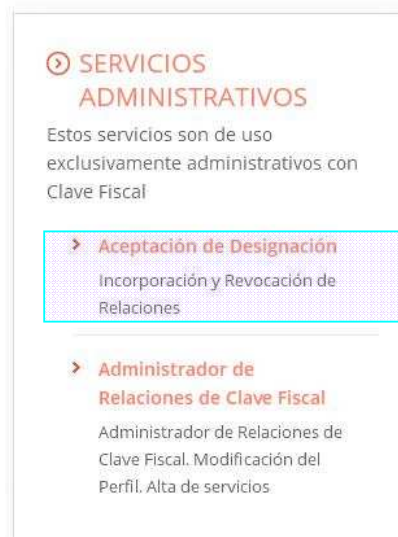 SERVICIOS
ADMINISTRATIVOS
Estos servicios son de uso
exclusivamente administrativos con
Clave Fiscal
Aceptación de Designación
Incorporación y Revocación de
Relaciones
Administrador de
Relaciones de Clave Fiscal
Administrador de Relaciones de
Clave Fiscal. Modificación del
Perfil. Alta de servicios